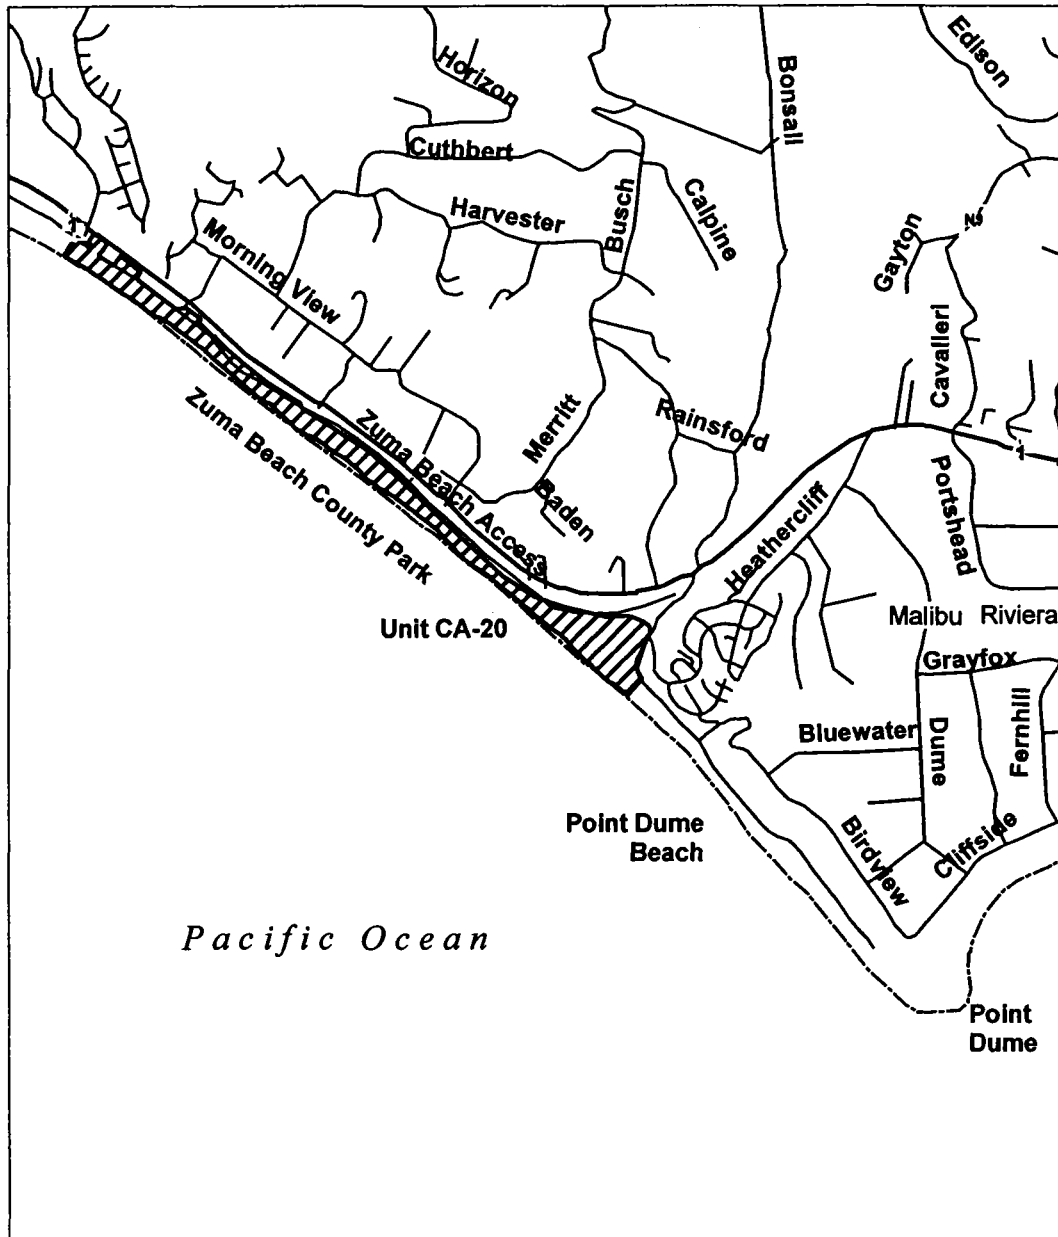 Edison
Horizon
Bonsall
Cuthbert
Calpine
Busch
Harvester
Gayton
Morning View
Cavalleri
Merritt
Rainsford
Zuma Beach Access
Zuma Beach County Park
Baden
1
Heathercliff
Portshead
Unit CA-20
Malibu Riviera
Grayfox
Bluewater
Dume
Fernhill
Point Dume
Beach
Birdview
Cliffside
Pacific Ocean
Point
Dume